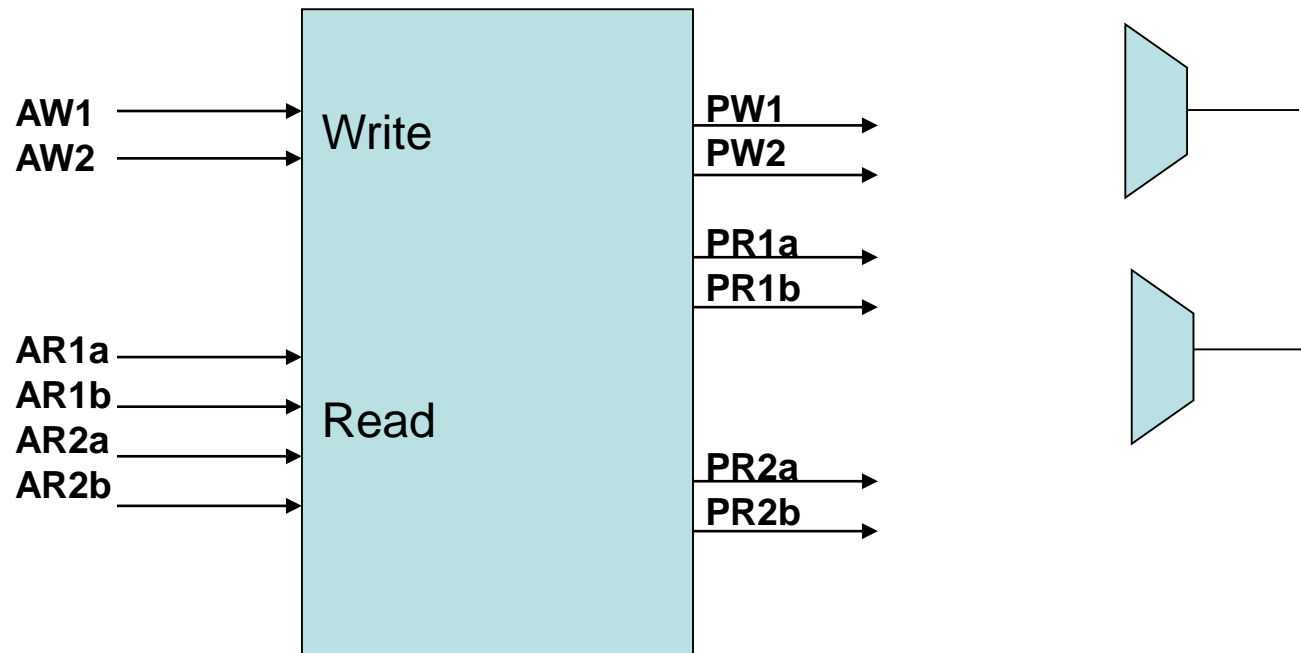 AW1
AW2
AR1a
AR1b
AR2a
AR2b
Write
Read
PW1
PW2
PR1a
PR1b
PR2a
PR2b